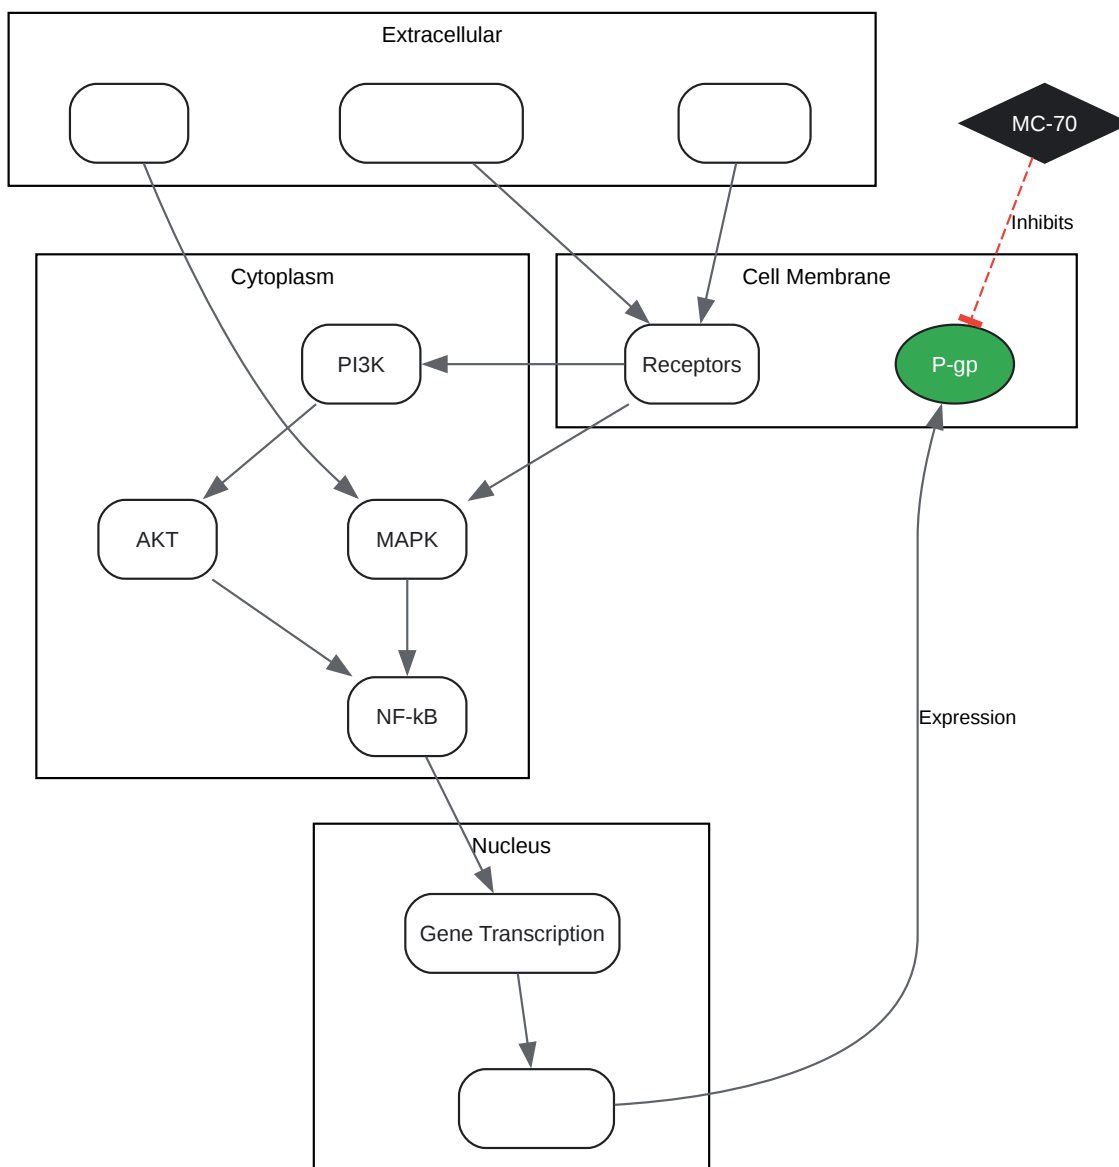 Extracellular
MC-70
Inhibits
Cytoplasm
Cell Membrane
PI3K
Receptors
P-gp
AKT
MAPK
NF-kB
Expression
Nucleus
Gene Transcription